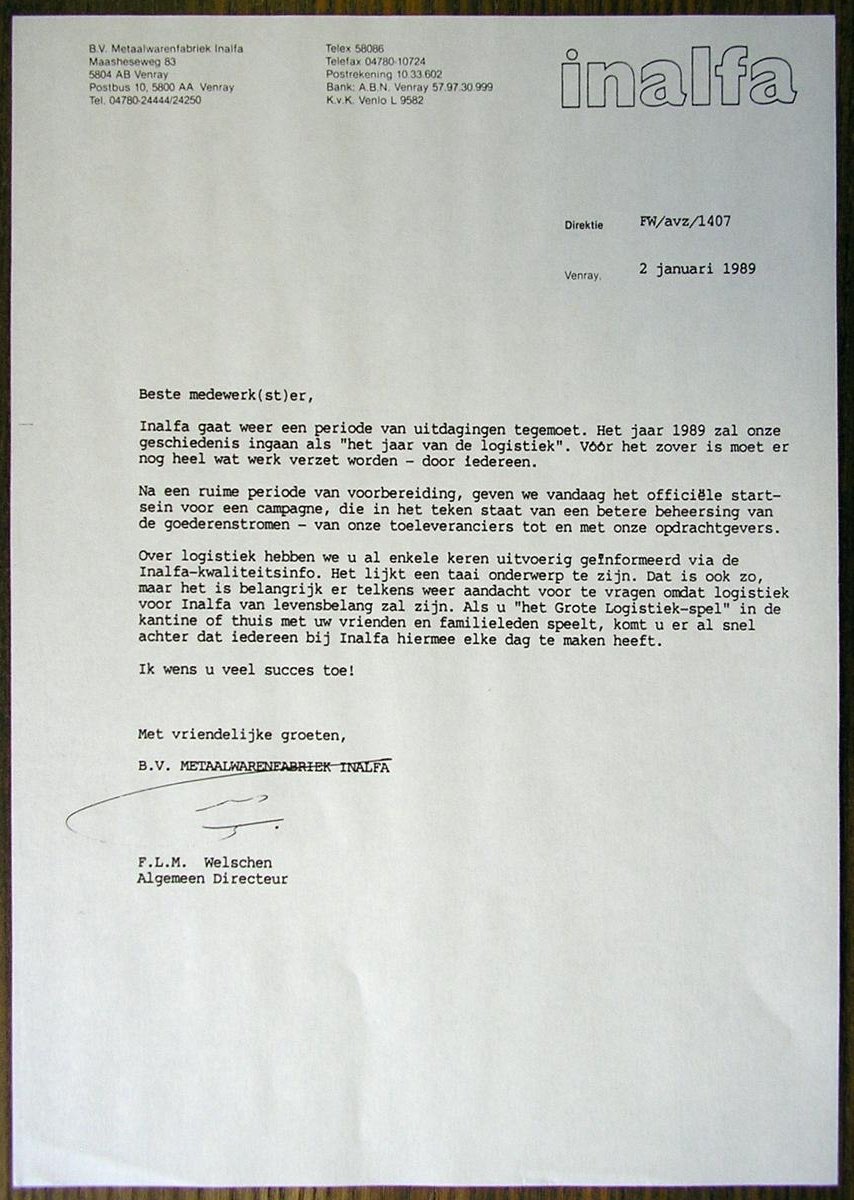 B.V. Metaalwarenfabriek Inalfa
Maasheseweg 83
5804 AB Venray
Postbus 10, 5800 AA Venray
Tel. 04780-24444/24250
Telex 58086
Telefax 04780-10724
Postrekening 10.33.602
Bank: A.B.N. Venray 57.97.30.999
K.v.K. Venlo L 9582
inalfa
Direktie FW/avz/1407
Venray, 2 januari 1989
Beste medewerk(st)er,
Inalfa gaat weer een periode van uitdagingen tegemoet. Het jaar 1989 zal onze
geschiedenis ingaan als "het jaar van de logistiek". Vóór het zover is moet er
nog heel wat werk verzet worden - door iedereen.
Na een ruime periode van voorbereiding, geven we vandaag het officiële start-
sein voor een campagne, die in het teken staat van een betere beheersing van
de goederenstromen - van onze toeleveranciers tot en met onze opdrachtgevers.
Over logistiek hebben we u al enkele keren uitvoerig geïnformeerd via de
Inalfa-kwaliteitsinfo. Het lijkt een taai onderwerp te zijn. Dat is ook zo,
maar het is belangrijk er telkens weer aandacht voor te vragen omdat logistiek
voor Inalfa van levensbelang zal zijn. Als u "het Grote Logistiek-spel" in de
kantine of thuis met uw vrienden en familieleden speelt, komt u er al snel
achter dat iedereen bij Inalfa hiermee elke dag te maken heeft.
Ik wens u veel succes toe!
Met vriendelijke groeten,
B.V. METAALWARENFABRIEK INALFA
F.L.M. Welschen
Algemeen Directeur